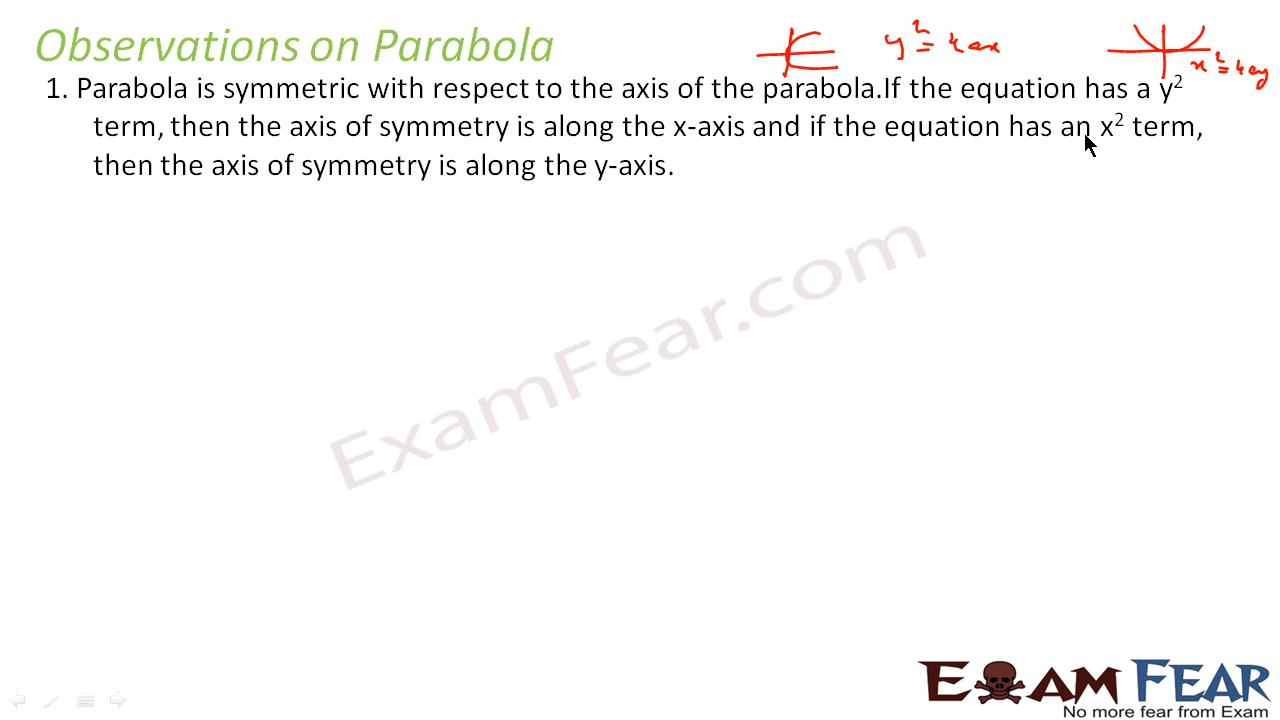 Observations on Parabola
y² = 4ax
x² = 4ay
1. Parabola is symmetric with respect to the axis of the parabola.If the equation has a y²
term, then the axis of symmetry is along the x-axis and if the equation has an x² term,
then the axis of symmetry is along the y-axis.
ExamFear.com
EXAM FEAR
No more fear from Exam